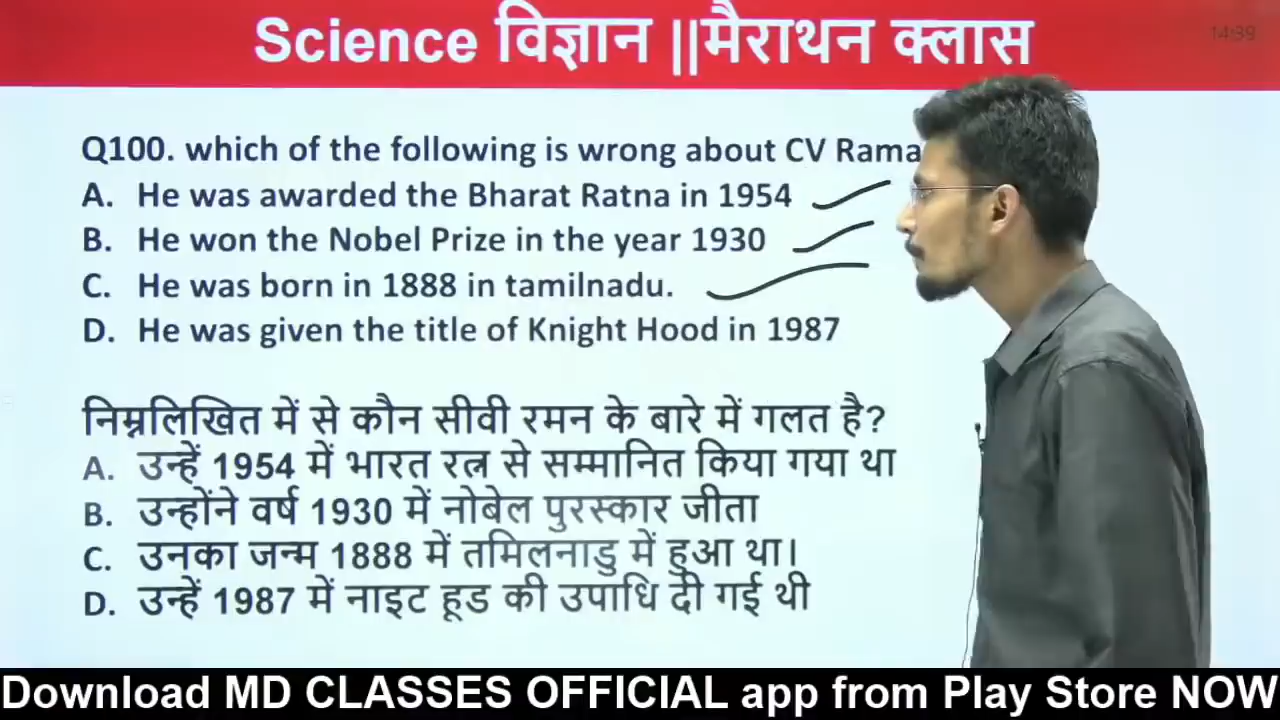 Science विज्ञान ||मैराथन क्लास
14:39
Q100. which of the following is wrong about CV Rama
A. He was awarded the Bharat Ratna in 1954
B. He won the Nobel Prize in the year 1930
C. He was born in 1888 in tamilnadu.
D. He was given the title of Knight Hood in 1987
निम्नलिखित में से कौन सीवी रमन के बारे में गलत है?
A. उन्हें 1954 में भारत रत्न से सम्मानित किया गया था
B. उन्होंने वर्ष 1930 में नोबेल पुरस्कार जीता
C. उनका जन्म 1888 में तमिलनाडु में हुआ था।
D. उन्हें 1987 में नाइट हूड की उपाधि दी गई थी
Download MD CLASSES OFFICIAL app from Play Store NOW